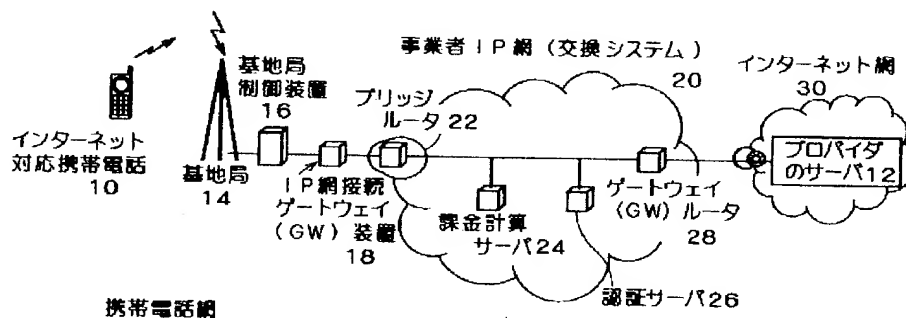 事業者IP網(交換システム)
20
インターネット網
30
基地局
制御装置
16
ブリッジ
ルータ22
インターネット
対応携帯電話
10
基地局
14
IP網接続
ゲートウェイ
(GW)装置
18
課金計算
サーバ24
ゲートウェイ
(GW)ルータ
28
プロバイダ
のサーバ12
認証サーバ26
携帯電話網